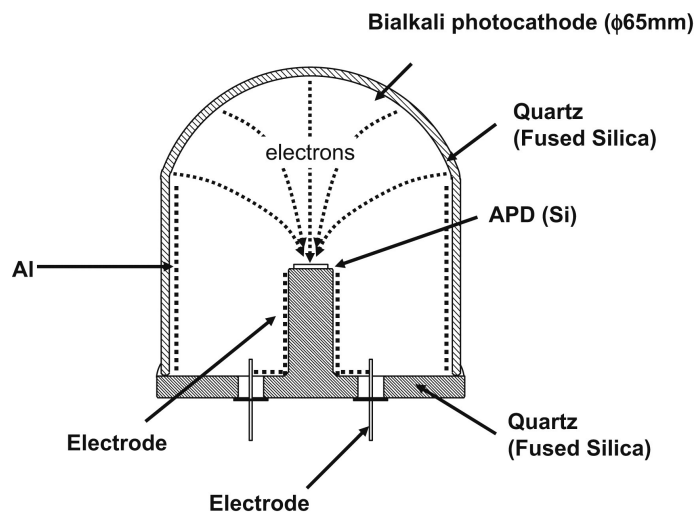 Bialkali photocathode (ϕ65mm)
Quartz
(Fused Silica)
electrons
APD (Si)
Al
Quartz
(Fused Silica)
Electrode
Electrode